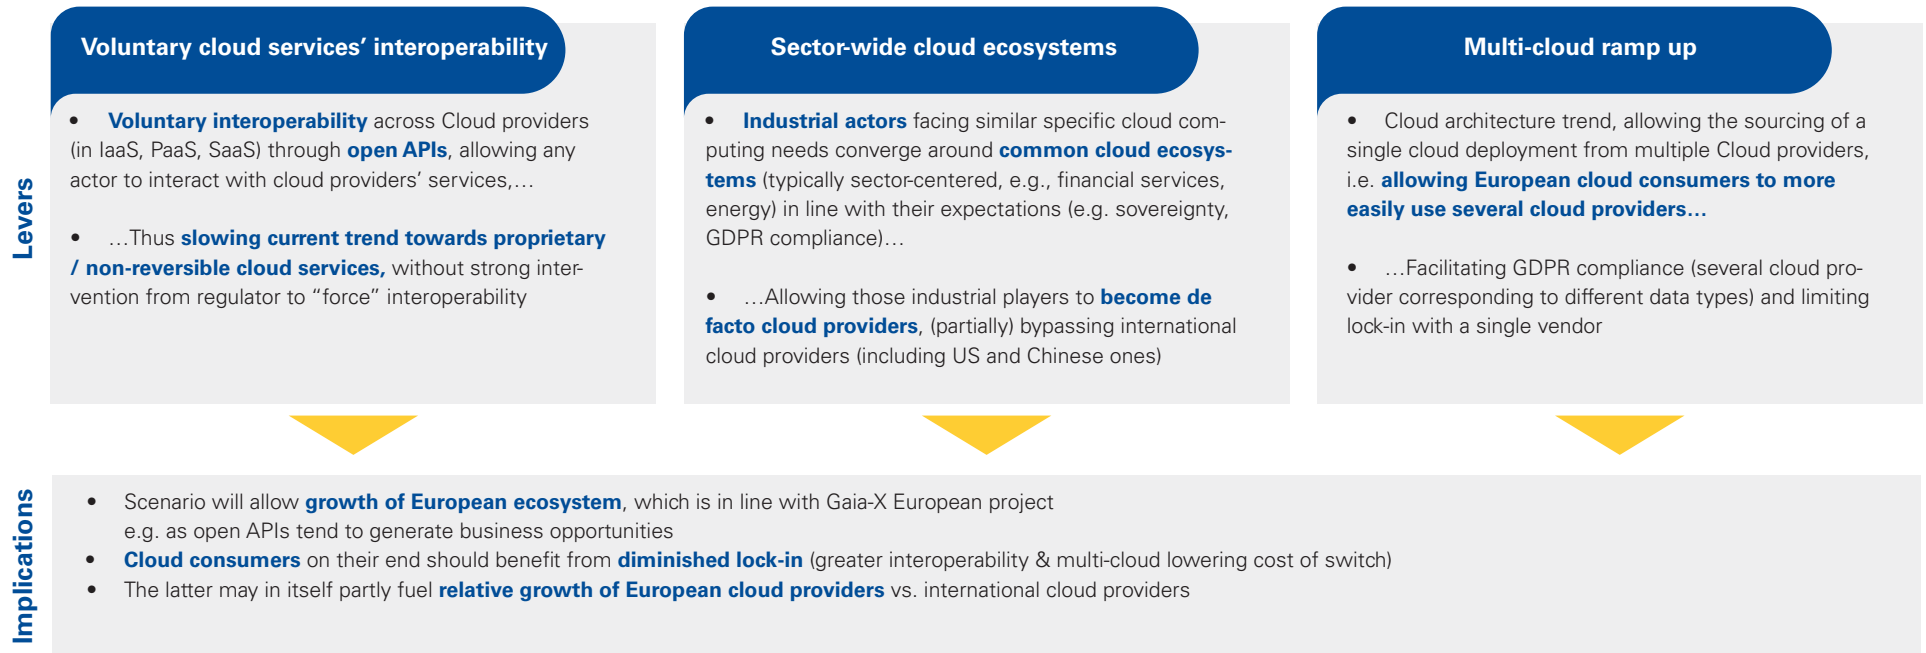 Levers
Voluntary cloud services’ interoperability
• Voluntary interoperability across Cloud providers
(in IaaS, PaaS, SaaS) through open APIs, allowing any
actor to interact with cloud providers’ services,…
• …Thus slowing current trend towards proprietary
/ non-reversible cloud services, without strong inter-
vention from regulator to “force” interoperability
Sector-wide cloud ecosystems
• Industrial actors facing similar specific cloud com-
puting needs converge around common cloud ecosys-
tems (typically sector-centered, e.g., financial services,
energy) in line with their expectations (e.g. sovereignty,
GDPR compliance)…
• …Allowing those industrial players to become de
facto cloud providers, (partially) bypassing international
cloud providers (including US and Chinese ones)
Multi-cloud ramp up
• Cloud architecture trend, allowing the sourcing of a
single cloud deployment from multiple Cloud providers,
i.e. allowing European cloud consumers to more
easily use several cloud providers…
• …Facilitating GDPR compliance (several cloud pro-
vider corresponding to different data types) and limiting
lock-in with a single vendor
Implications
• Scenario will allow growth of European ecosystem, which is in line with Gaia-X European project
e.g. as open APIs tend to generate business opportunities
• Cloud consumers on their end should benefit from diminished lock-in (greater interoperability & multi-cloud lowering cost of switch)
• The latter may in itself partly fuel relative growth of European cloud providers vs. international cloud providers